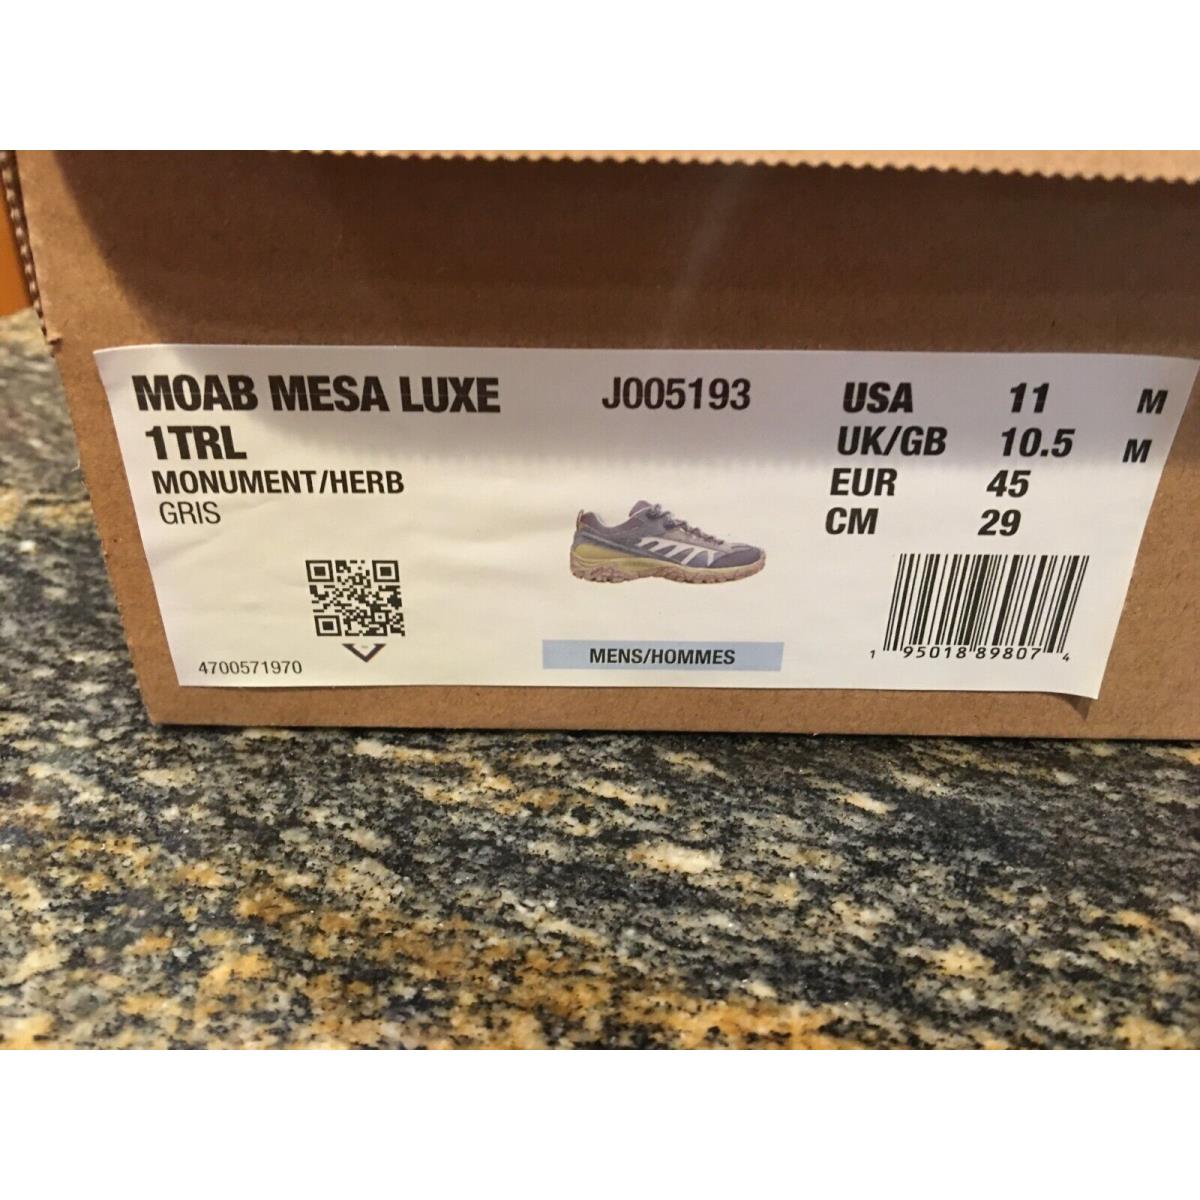 MOAB MESA LUXE J005193 USA 11 M
1TRL UK/GB 10.5 M
MONUMENT/HERB EUR 45
GRIS CM 29
4700571970 MENS/HOMMES 1 95018 89807 4